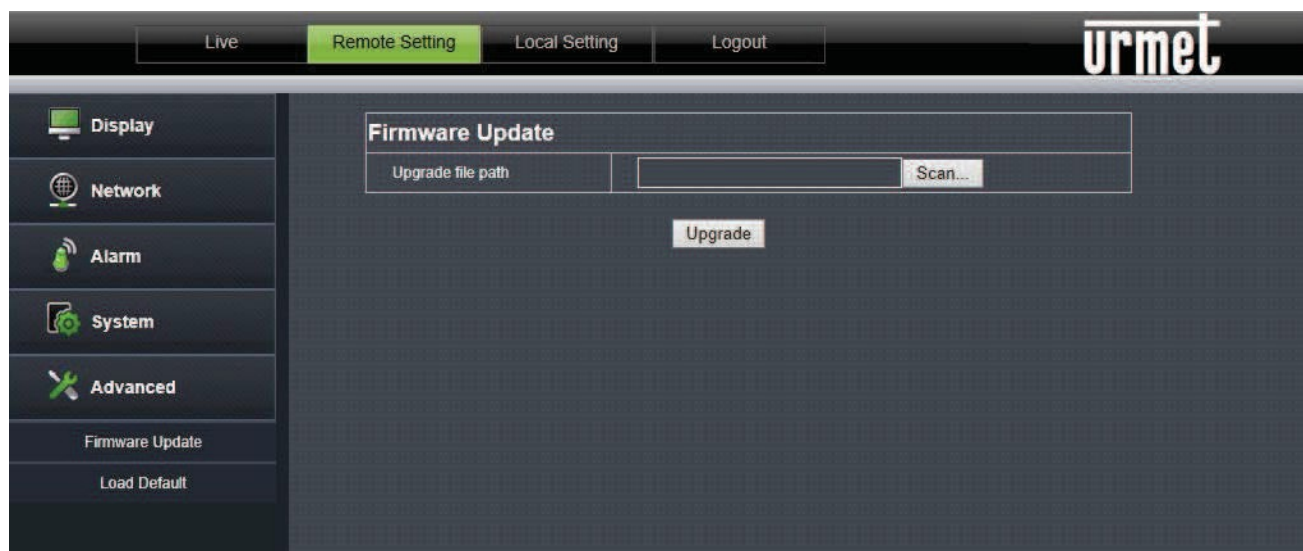 Live
Remote Setting
Local Setting
Logout
urmet
Display
Network
Alarm
System
Advanced
Firmware Update
Load Default
Firmware Update
Upgrade file path
Scan...
Upgrade